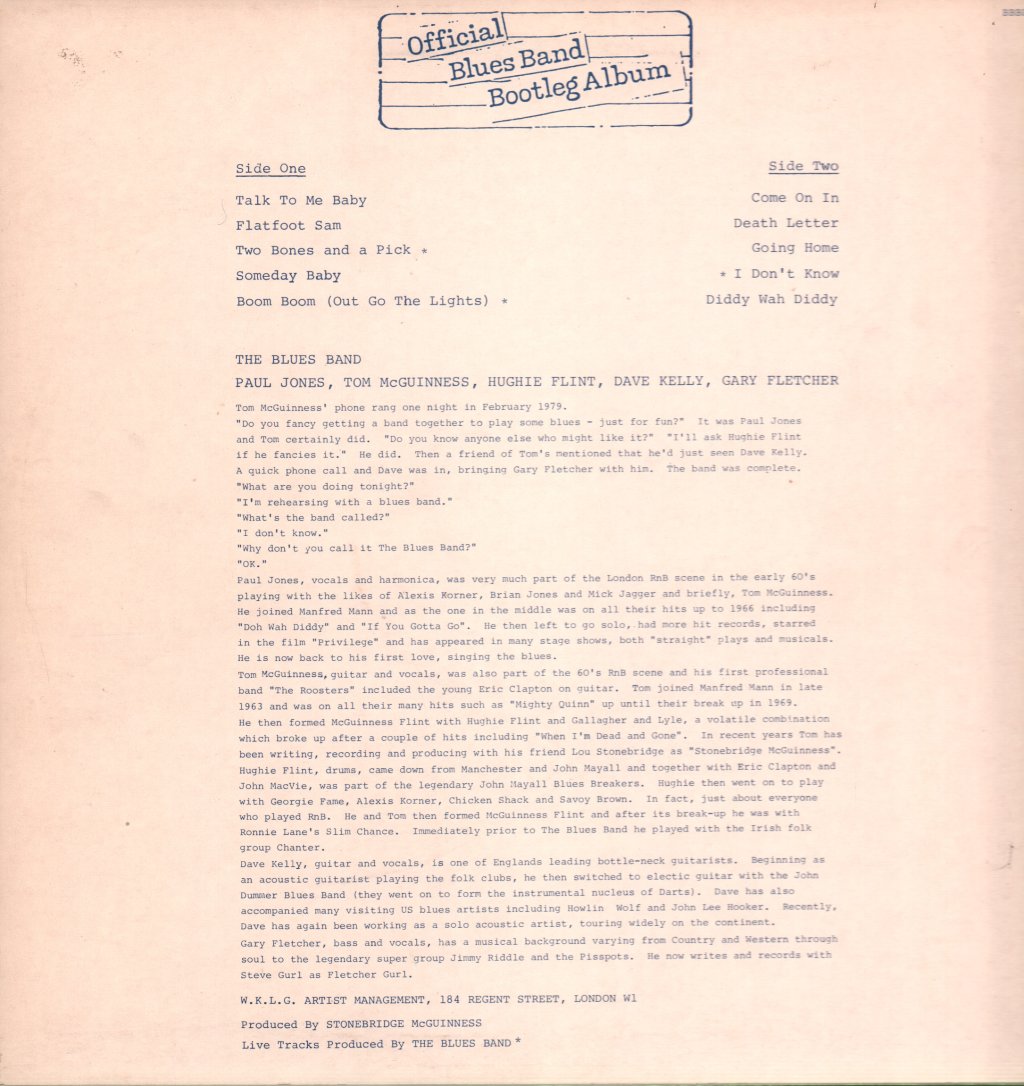 Official
Blues Band
Bootleg Album
Side One
Talk To Me Baby
Flatfoot Sam
Two Bones and a Pick *
Someday Baby
Boom Boom (Out Go The Lights) *
Side Two
Come On In
Death Letter
Going Home
* I Don't Know
Diddy Wah Diddy
THE BLUES BAND
PAUL JONES, TOM McGUINNESS, HUGHIE FLINT, DAVE KELLY, GARY FLETCHER
Tom McGuinness' phone rang one night in February 1979.
"Do you fancy getting a band together to play some blues - just for fun?" It was Paul Jones
and Tom certainly did. "Do you know anyone else who might like it?" "I'll ask Hughie Flint
if he fancies it." He did. Then a friend of Tom's mentioned that he'd just seen Dave Kelly.
A quick phone call and Dave was in, bringing Gary Fletcher with him. The band was complete.
"What are you doing tonight?"
"I'm rehearsing with a blues band."
"What's the band called?"
"I don't know."
"Why don't you call it The Blues Band?"
"OK."
Paul Jones, vocals and harmonica, was very much part of the London RnB scene in the early 60's
playing with the likes of Alexis Korner, Brian Jones and Mick Jagger and briefly, Tom McGuinness.
He joined Manfred Mann and as the one in the middle was on all their hits up to 1966 including
"Doh Wah Diddy" and "If You Gotta Go". He then left to go solo, had more hit records, starred
in the film "Privilege" and has appeared in many stage shows, both "straight" plays and musicals.
He is now back to his first love, singing the blues.
Tom McGuinness, guitar and vocals, was also part of the 60's RnB scene and his first professional
band "The Roosters" included the young Eric Clapton on guitar. Tom joined Manfred Mann in late
1963 and was on all their many hits such as "Mighty Quinn" up until their break up in 1969.
He then formed McGuinness Flint with Hughie Flint and Gallagher and Lyle, a volatile combination
which broke up after a couple of hits including "When I'm Dead and Gone". In recent years Tom has
been writing, recording and producing with his friend Lou Stonebridge as "Stonebridge McGuinness".
Hughie Flint, drums, came down from Manchester and John Mayall and together with Eric Clapton and
John MacVie, was part of the legendary John Mayall Blues Breakers. Hughie then went on to play
with Georgie Fame, Alexis Korner, Chicken Shack and Savoy Brown. In fact, just about everyone
who played RnB. He and Tom then formed McGuinness Flint and after its break-up he was with
Ronnie Lane's Slim Chance. Immediately prior to The Blues Band he played with the Irish folk
group Chanter.
Dave Kelly, guitar and vocals, is one of Englands leading bottle-neck guitarists. Beginning as
an acoustic guitarist playing the folk clubs, he then switched to electic guitar with the John
Dummer Blues Band (they went on to form the instrumental nucleus of Darts). Dave has also
accompanied many visiting US blues artists including Howlin Wolf and John Lee Hooker. Recently,
Dave has again been working as a solo acoustic artist, touring widely on the continent.
Gary Fletcher, bass and vocals, has a musical background varying from Country and Western through
soul to the legendary super group Jimmy Riddle and the Pisspots. He now writes and records with
Steve Gurl as Fletcher Gurl.
W.K.L.G. ARTIST MANAGEMENT, 184 REGENT STREET, LONDON W1
Produced By STONEBRIDGE McGUINNESS
Live Tracks Produced By THE BLUES BAND *